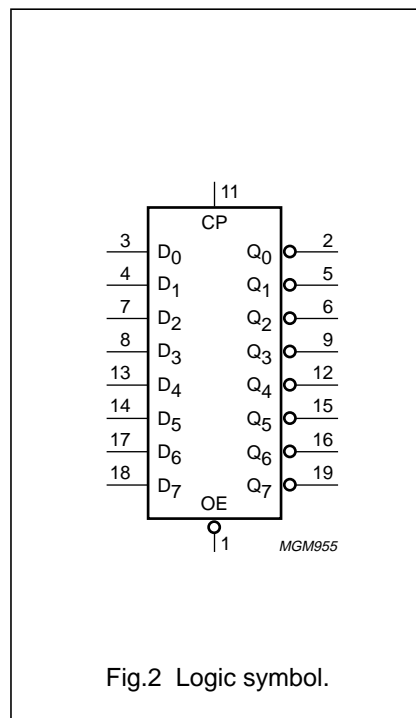 11
CP
3 D0 Q0 2
4 D1 Q1 5
7 D2 Q2 6
8 D3 Q3 9
13 D4 Q4 12
14 D5 Q5 15
17 D6 Q6 16
18 D7 Q7 19
OE
1 MGM955
Fig.2 Logic symbol.